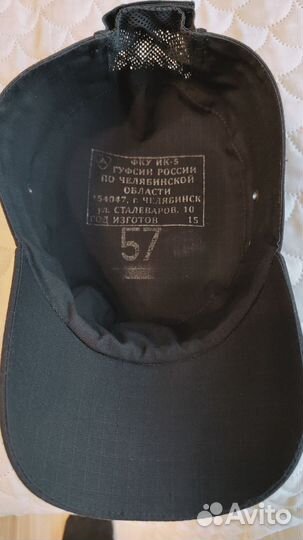 ФКУ ИК-5
ГУФСИН РОССИИ
ПО ЧЕЛЯБИНСКОЙ
ОБЛАСТИ
454047, г. ЧЕЛЯБИНСК
ул. СТАЛЕВАРОВ, 10
ГОД ИЗГОТОВ 15
57
Avito